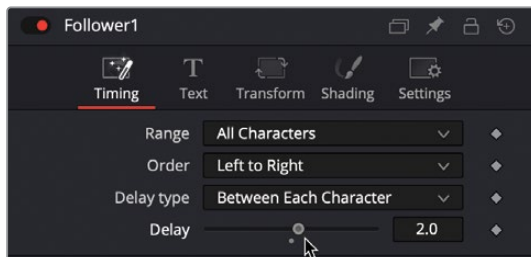 Follower1
Timing Text Transform Shading Settings
Range All Characters
Order Left to Right
Delay type Between Each Character
Delay 2.0